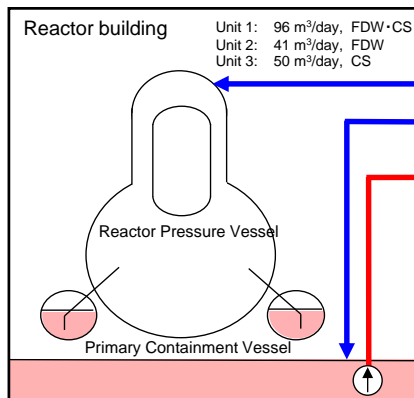 Reactor building
Unit 1: 96 m³/day, FDW・CS
Unit 2: 41 m³/day, FDW
Unit 3: 50 m³/day, CS
Reactor Pressure Vessel
Primary Containment Vessel